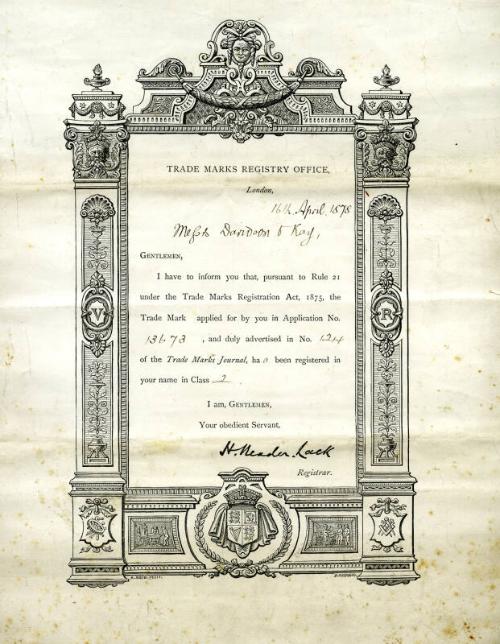 TRADE MARKS REGISTRY OFFICE,
London,
16th April, 1878
Messrs Davidson & Kay,
GENTLEMEN,
I have to inform you that, pursuant to Rule 21
under the Trade Marks Registration Act, 1875, the
Trade Mark applied for by you in Application No.
13673, and duly advertised in No.
of the Trade Marks Journal, has been registered in
your name in Class 2.
I am, GENTLEMEN,
Your obedient Servant,
H. Reader Lack
Registrar.
V
R